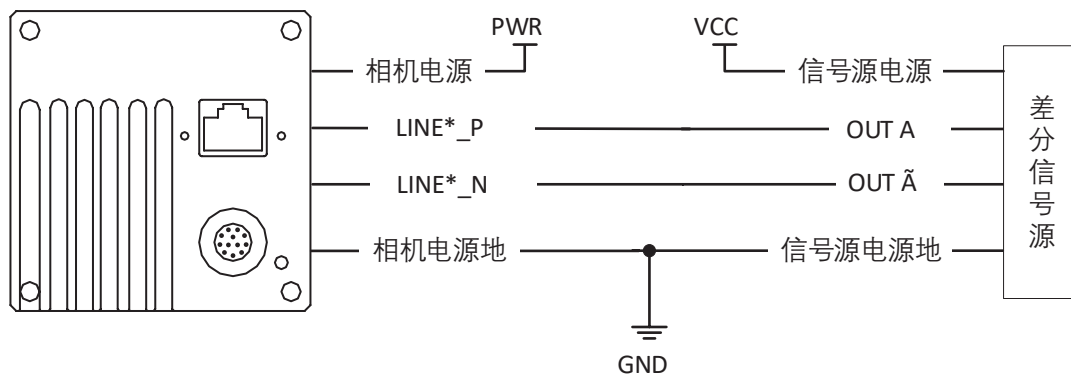 PWR
VCC
相机电源
信号源电源
LINE*_P
OUT A
LINE*_N
OUT Ã
相机电源地
信号源电源地
差分信号源
GND